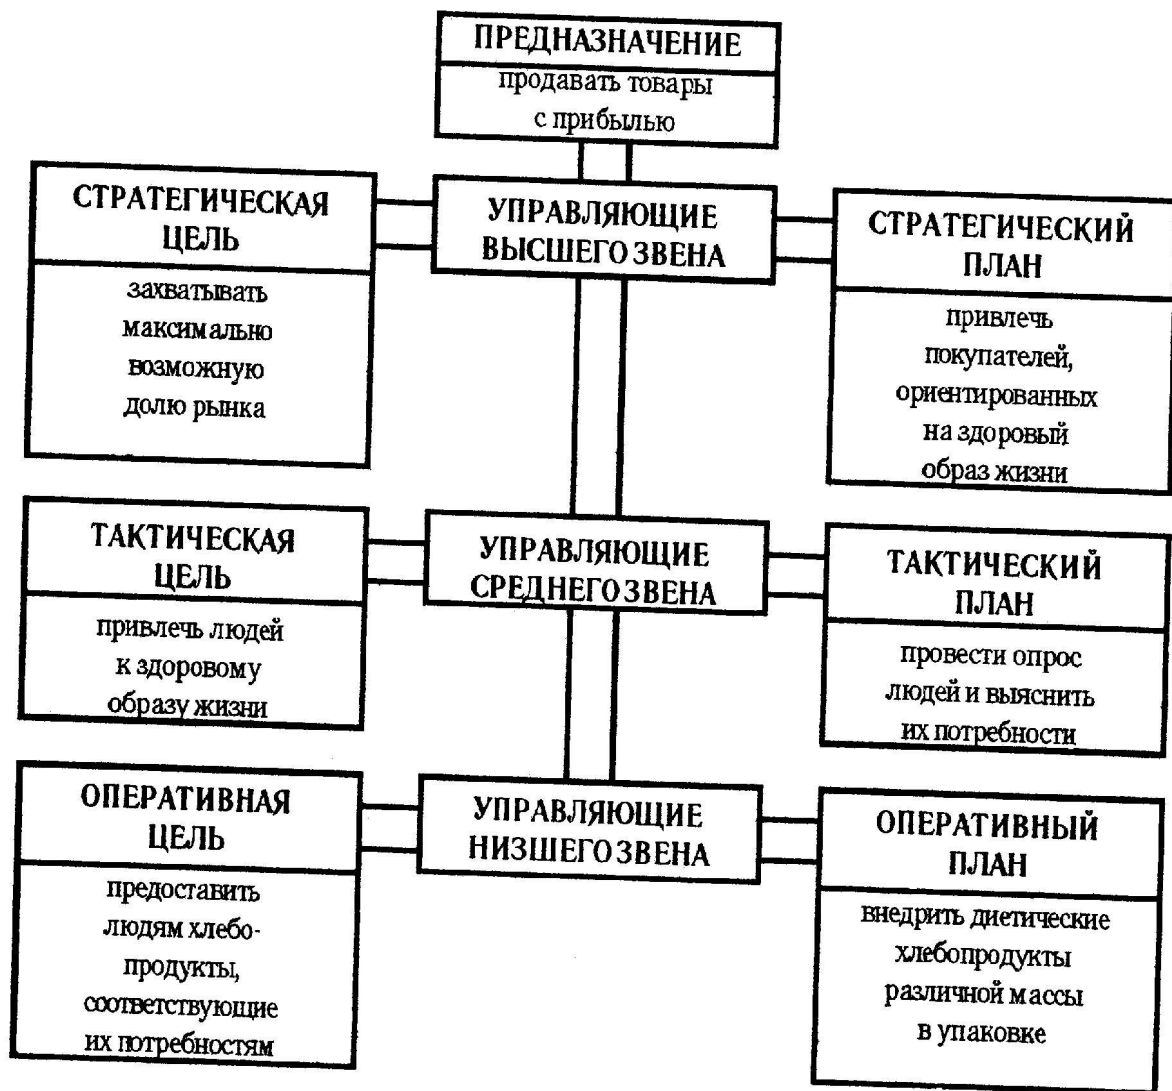 ПРЕДНАЗНАЧЕНИЕ
продавать товары
с прибылью
СТРАТЕГИЧЕСКАЯ
ЦЕЛЬ
захватывать
максимально
возможную
долю рынка
УПРАВЛЯЮЩИЕ
ВЫСШЕГО ЗВЕНА
СТРАТЕГИЧЕСКИЙ
ПЛАН
привлечь
покупателей,
ориентированных
на здоровый
образ жизни
ТАКТИЧЕСКАЯ
ЦЕЛЬ
привлечь людей
к здоровому
образу жизни
УПРАВЛЯЮЩИЕ
СРЕДНЕГО ЗВЕНА
ТАКТИЧЕСКИЙ
ПЛАН
провести опрос
людей и выяснить
их потребности
ОПЕРАТИВНАЯ
ЦЕЛЬ
предоставить
людям хлебо-
продукты,
соответствующие
их потребностям
УПРАВЛЯЮЩИЕ
НИЗШЕГО ЗВЕНА
ОПЕРАТИВНЫЙ
ПЛАН
внедрить диетические
хлебопродукты
различной массы
в упаковке